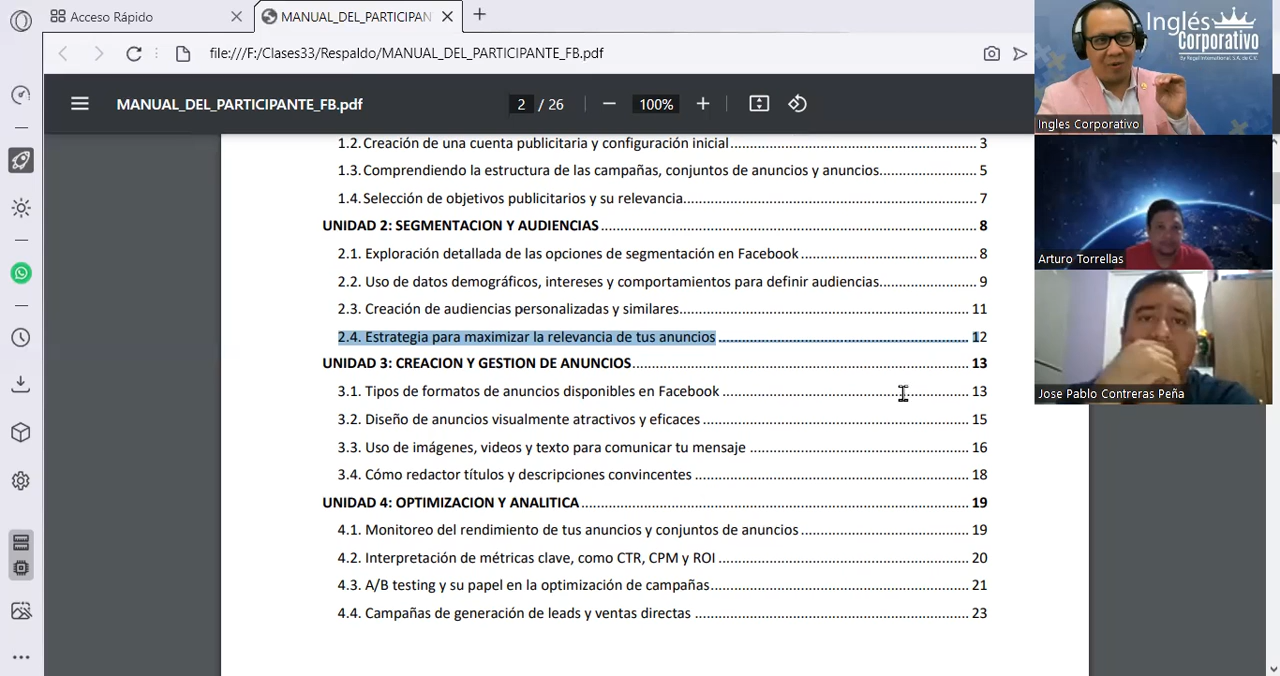 Acceso Rápido
MANUAL_DEL_PARTICIPAN
file:///F:/Clases33/Respaldo/MANUAL_DEL_PARTICIPANTE_FB.pdf
MANUAL_DEL_PARTICIPANTE_FB.pdf
2 / 26
100%
1.2. Creación de una cuenta publicitaria y configuración inicial 3
1.3. Comprendiendo la estructura de las campañas, conjuntos de anuncios y anuncios 5
1.4. Selección de objetivos publicitarios y su relevancia 7
UNIDAD 2: SEGMENTACION Y AUDIENCIAS 8
2.1. Exploración detallada de las opciones de segmentación en Facebook 8
2.2. Uso de datos demográficos, intereses y comportamientos para definir audiencias 9
2.3. Creación de audiencias personalizadas y similares 11
2.4. Estrategia para maximizar la relevancia de tus anuncios 12
UNIDAD 3: CREACION Y GESTION DE ANUNCIOS 13
3.1. Tipos de formatos de anuncios disponibles en Facebook 13
3.2. Diseño de anuncios visualmente atractivos y eficaces 15
3.3. Uso de imágenes, videos y texto para comunicar tu mensaje 16
3.4. Cómo redactor títulos y descripciones convincentes 18
UNIDAD 4: OPTIMIZACION Y ANALITICA 19
4.1. Monitoreo del rendimiento de tus anuncios y conjuntos de anuncios 19
4.2. Interpretación de métricas clave, como CTR, CPM y ROI 20
4.3. A/B testing y su papel en la optimización de campañas 21
4.4. Campañas de generación de leads y ventas directas 23
Inglés
Corporativo
By Regel International, S.A. de C.V.
Ingles Corporativo
Arturo Torrellas
Jose Pablo Contreras Peña